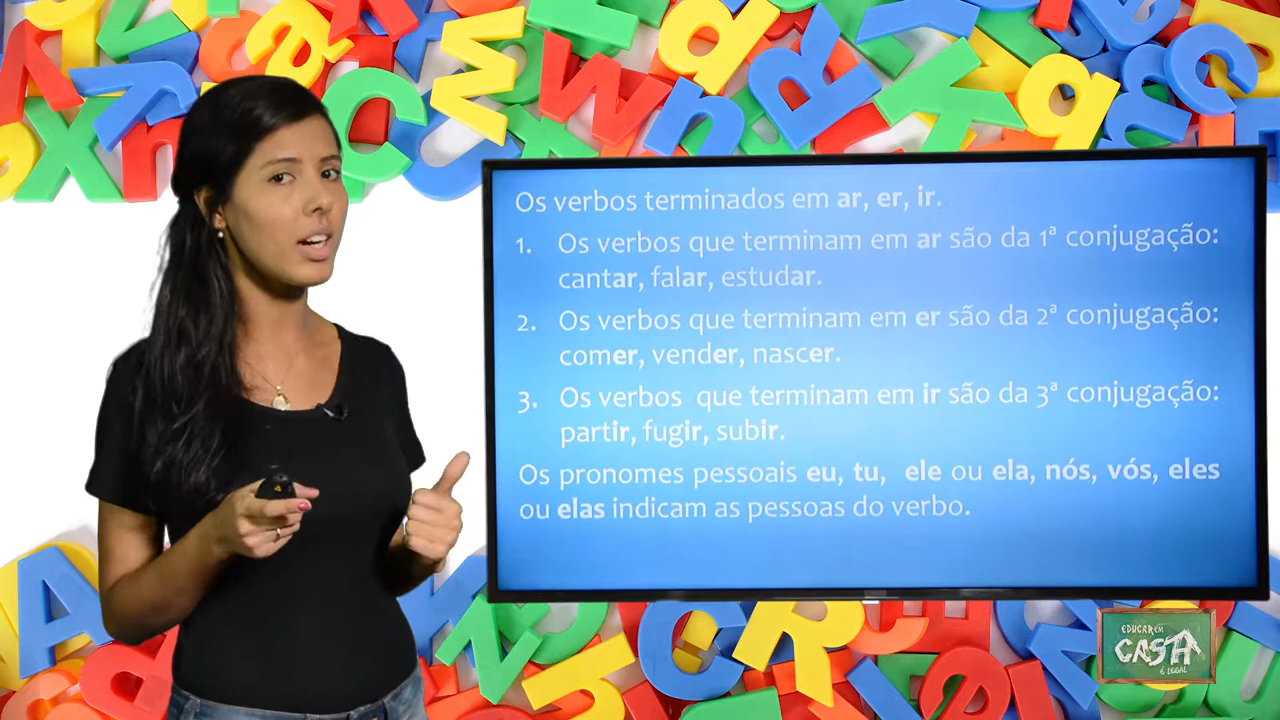 Os verbos terminados em ar, er, ir.
1. Os verbos que terminam em ar são da 1ª conjugação:
cantar, falar, estudar.
2. Os verbos que terminam em er são da 2ª conjugação:
comer, vender, nascer.
3. Os verbos que terminam em ir são da 3ª conjugação:
partir, fugir, subir.
Os pronomes pessoais eu, tu, ele ou ela, nós, vós, eles
ou elas indicam as pessoas do verbo.
EDUCAR EM
CASA
É LEGAL